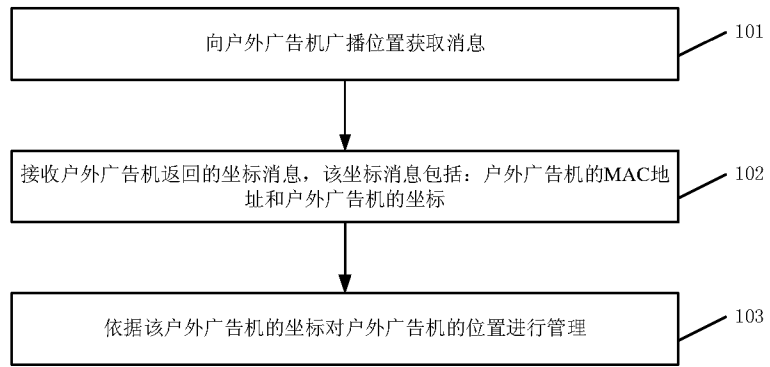 向户外广告机广播位置获取消息
101
接收户外广告机返回的坐标消息，该坐标消息包括：户外广告机的MAC地
址和户外广告机的坐标
102
依据该户外广告机的坐标对户外广告机的位置进行管理
103